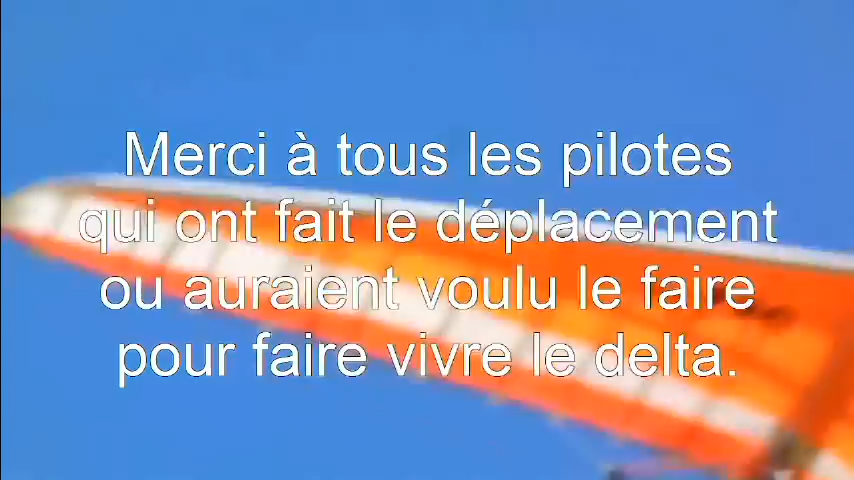 Merci à tous les pilotes
qui ont fait le déplacement
ou auraient voulu le faire
pour faire vivre le delta.